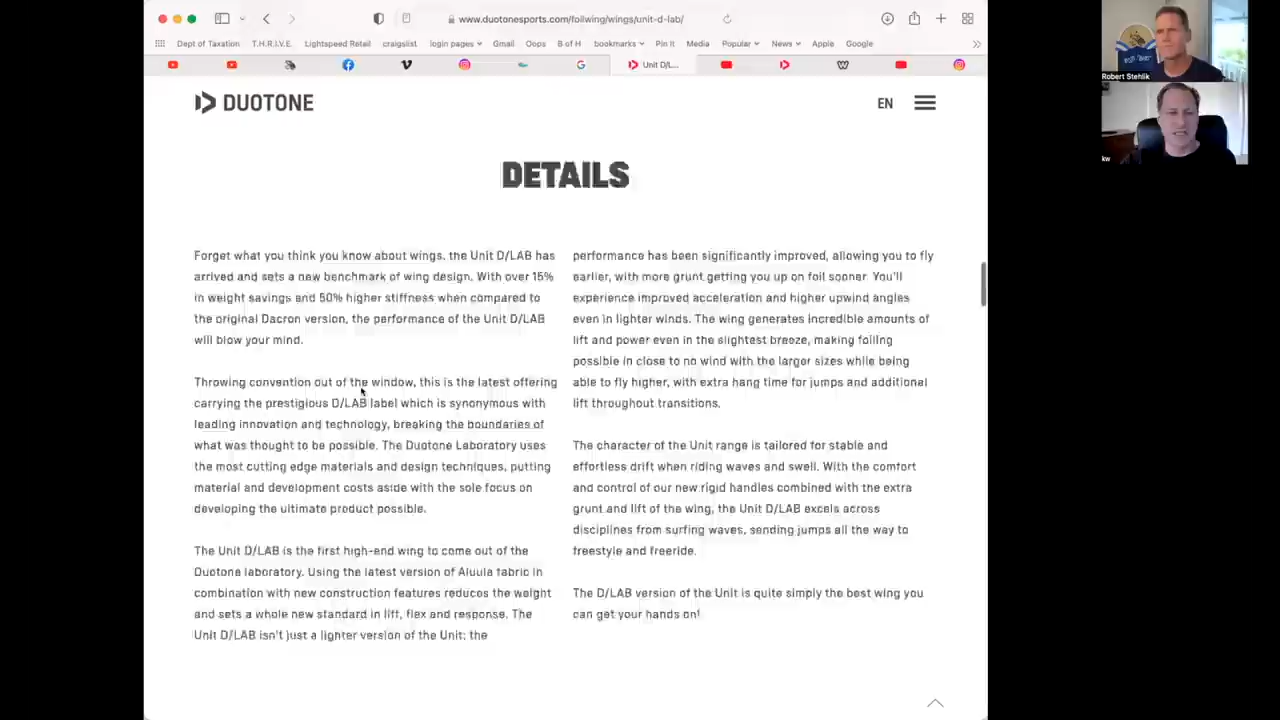 www.duotonesports.com/foilwing/wings/unit-d-lab/
Dept of Taxation T.H.R.I.V.E. Lightspeed Retail craigslist login pages Gmail Oops B of H bookmarks Pin It Media Popular News Apple Google
Unit D/L...
DUOTONE
EN
DETAILS
Forget what you think you know about wings. the Unit D/LAB has
arrived and sets a new benchmark of wing design. With over 15%
in weight savings and 50% higher stiffness when compared to
the original Dacron version, the performance of the Unit D/LAB
will blow your mind.
Throwing convention out of the window, this is the latest offering
carrying the prestigious D/LAB label which is synonymous with
leading innovation and technology, breaking the boundaries of
what was thought to be possible. The Duotone Laboratory uses
the most cutting edge materials and design techniques, putting
material and development costs aside with the sole focus on
developing the ultimate product possible.
The Unit D/LAB is the first high-end wing to come out of the
Duotone laboratory. Using the latest version of Aluula fabric in
combination with new construction features reduces the weight
and sets a whole new standard in lift, flex and response. The
Unit D/LAB isn't just a lighter version of the Unit; the
performance has been significantly improved, allowing you to fly
earlier, with more grunt getting you up on foil sooner. You'll
experience improved acceleration and higher upwind angles
even in lighter winds. The wing generates incredible amounts of
lift and power even in the slightest breeze, making foiling
possible in close to no wind with the larger sizes while being
able to fly higher, with extra hang time for jumps and additional
lift throughout transitions.
The character of the Unit range is tailored for stable and
effortless drift when riding waves and swell. With the comfort
and control of our new rigid handles combined with the extra
grunt and lift of the wing, the Unit D/LAB excels across
disciplines from surfing waves, sending jumps all the way to
freestyle and freeride.
The D/LAB version of the Unit is quite simply the best wing you
can get your hands on!
Robert Stehlik
kw